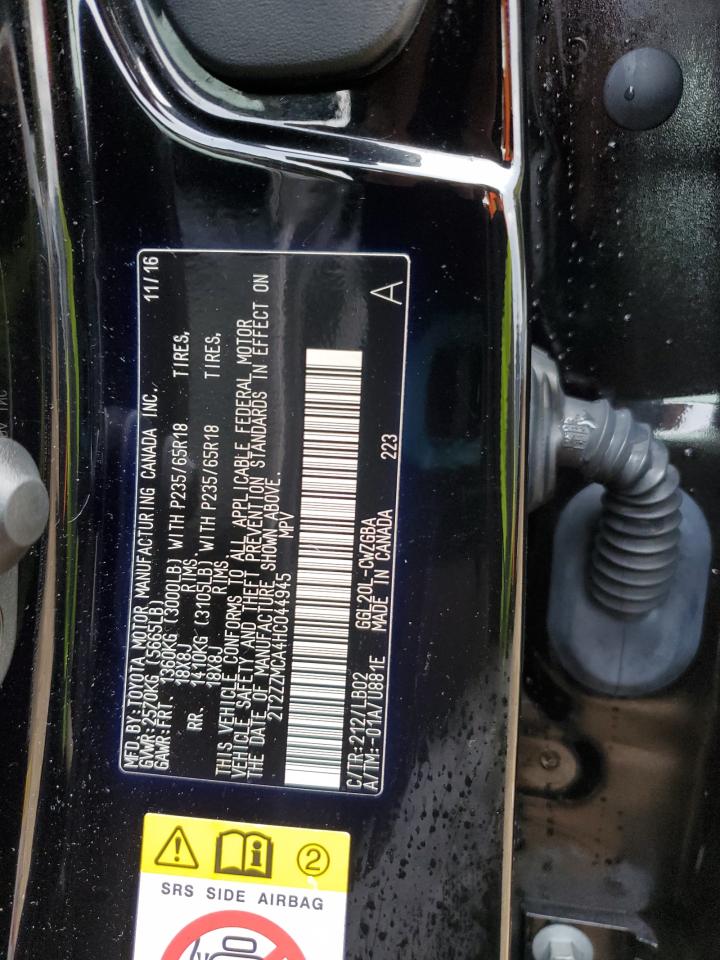 MFD. BY:TOYOTA MOTOR MANUFACTURING CANADA INC. 11/16
GVWR:2570KG (5665LB)
GAWR:FRT. 1360KG (3000LB) WITH P235/65R18 TIRES,
18X8J RIMS
RR. 1410KG (3105LB) WITH P235/65R18 TIRES,
18X8J RIMS
THIS VEHICLE CONFORMS TO ALL APPLICABLE FEDERAL MOTOR
VEHICLE SAFETY AND THEFT PREVENTION STANDARDS IN EFFECT ON
THE DATE OF MANUFACTURE SHOWN ABOVE.
2T2ZZMCA4HC044945 MPV
C/TR:212/LB02 GGL20L-CWZGBA 223
A/TM:-01A/U881E MADE IN CANADA A
2
SRS SIDE AIRBAG